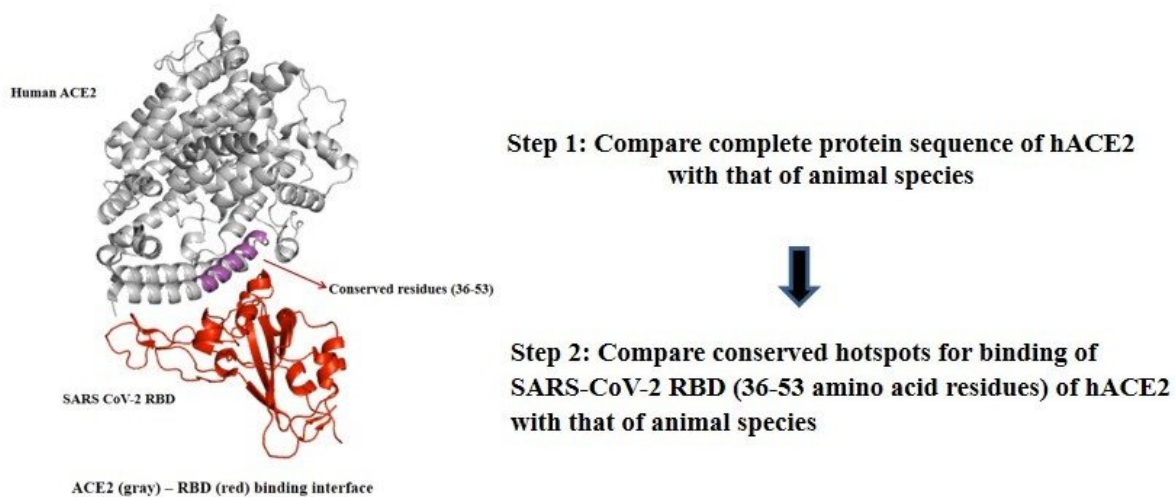 Human ACE2
Conserved residues (36-53)
SARS CoV-2 RBD
ACE2 (gray) – RBD (red) binding interface
Step 1: Compare complete protein sequence of hACE2
with that of animal species
Step 2: Compare conserved hotspots for binding of
SARS-CoV-2 RBD (36-53 amino acid residues) of hACE2
with that of animal species